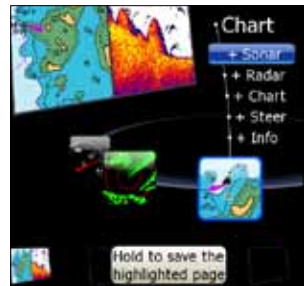 Chart
+ Sonar
+ Radar
+ Chart
+ Steer
+ Info
Hold to save the
highlighted page